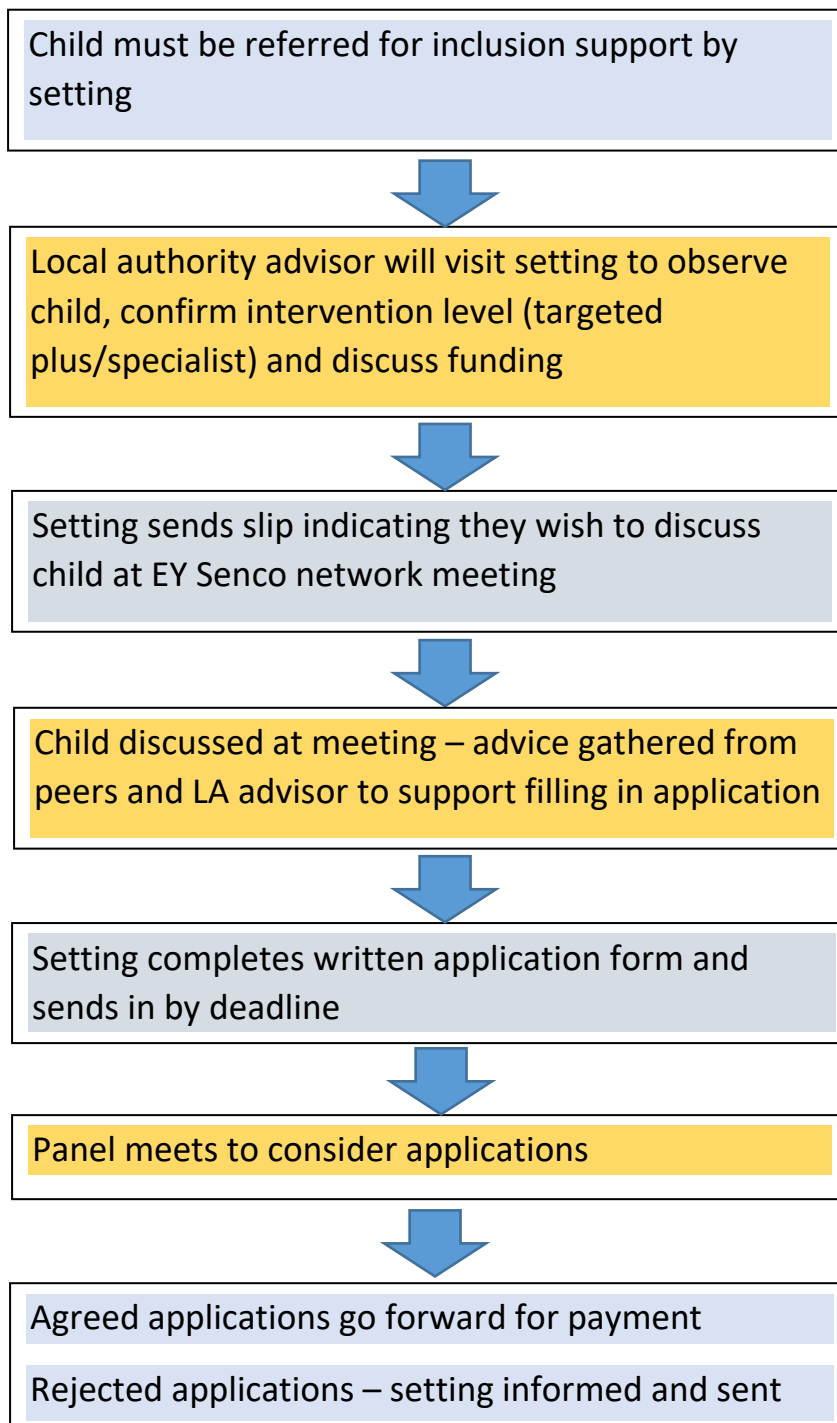 Child must be referred for inclusion support by
setting
Local authority advisor will visit setting to observe
child, confirm intervention level (targeted
plus/specialist) and discuss funding
Setting sends slip indicating they wish to discuss
child at EY Senco network meeting
Child discussed at meeting – advice gathered from
peers and LA advisor to support filling in application
Setting completes written application form and
sends in by deadline
Panel meets to consider applications
Agreed applications go forward for payment
Rejected applications – setting informed and sent